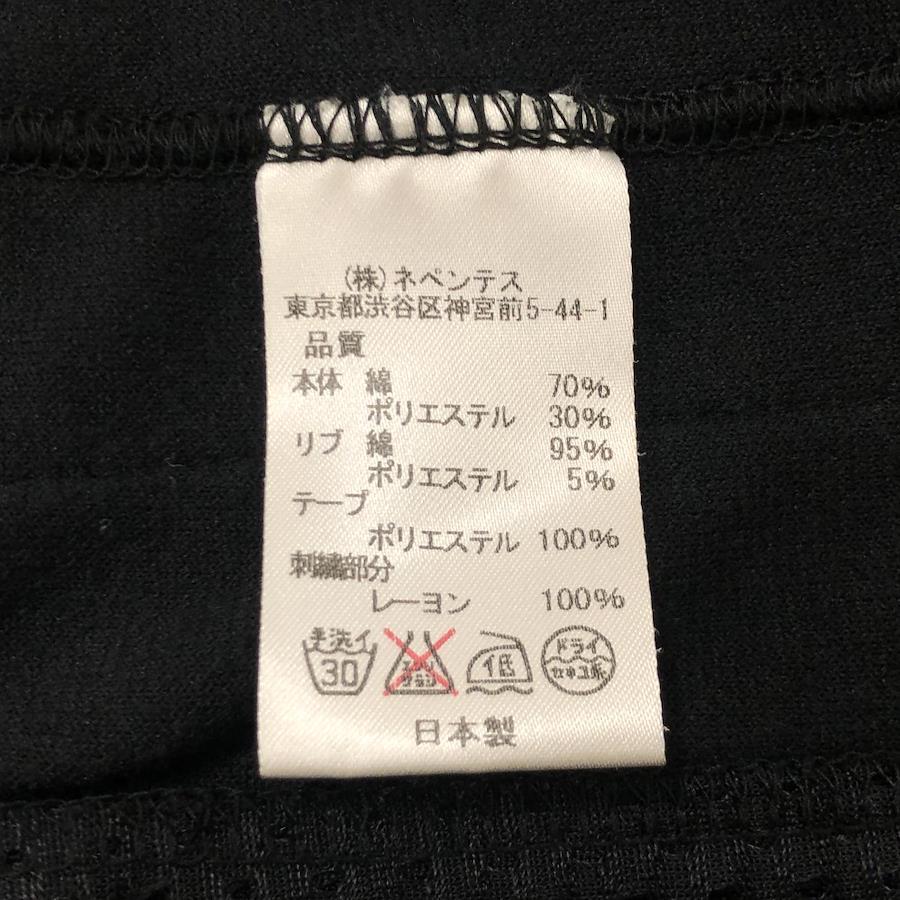 (株)ネペンテス
東京都渋谷区神宮前5-44-1
品質
本体 綿 70%
ポリエステル 30%
リブ 綿 95%
ポリエステル 5%
テープ
ポリエステル 100%
刺繍部分
レーヨン 100%
手洗イ 30
エンソ サラシ
低
ドライ セキユ系
日本製